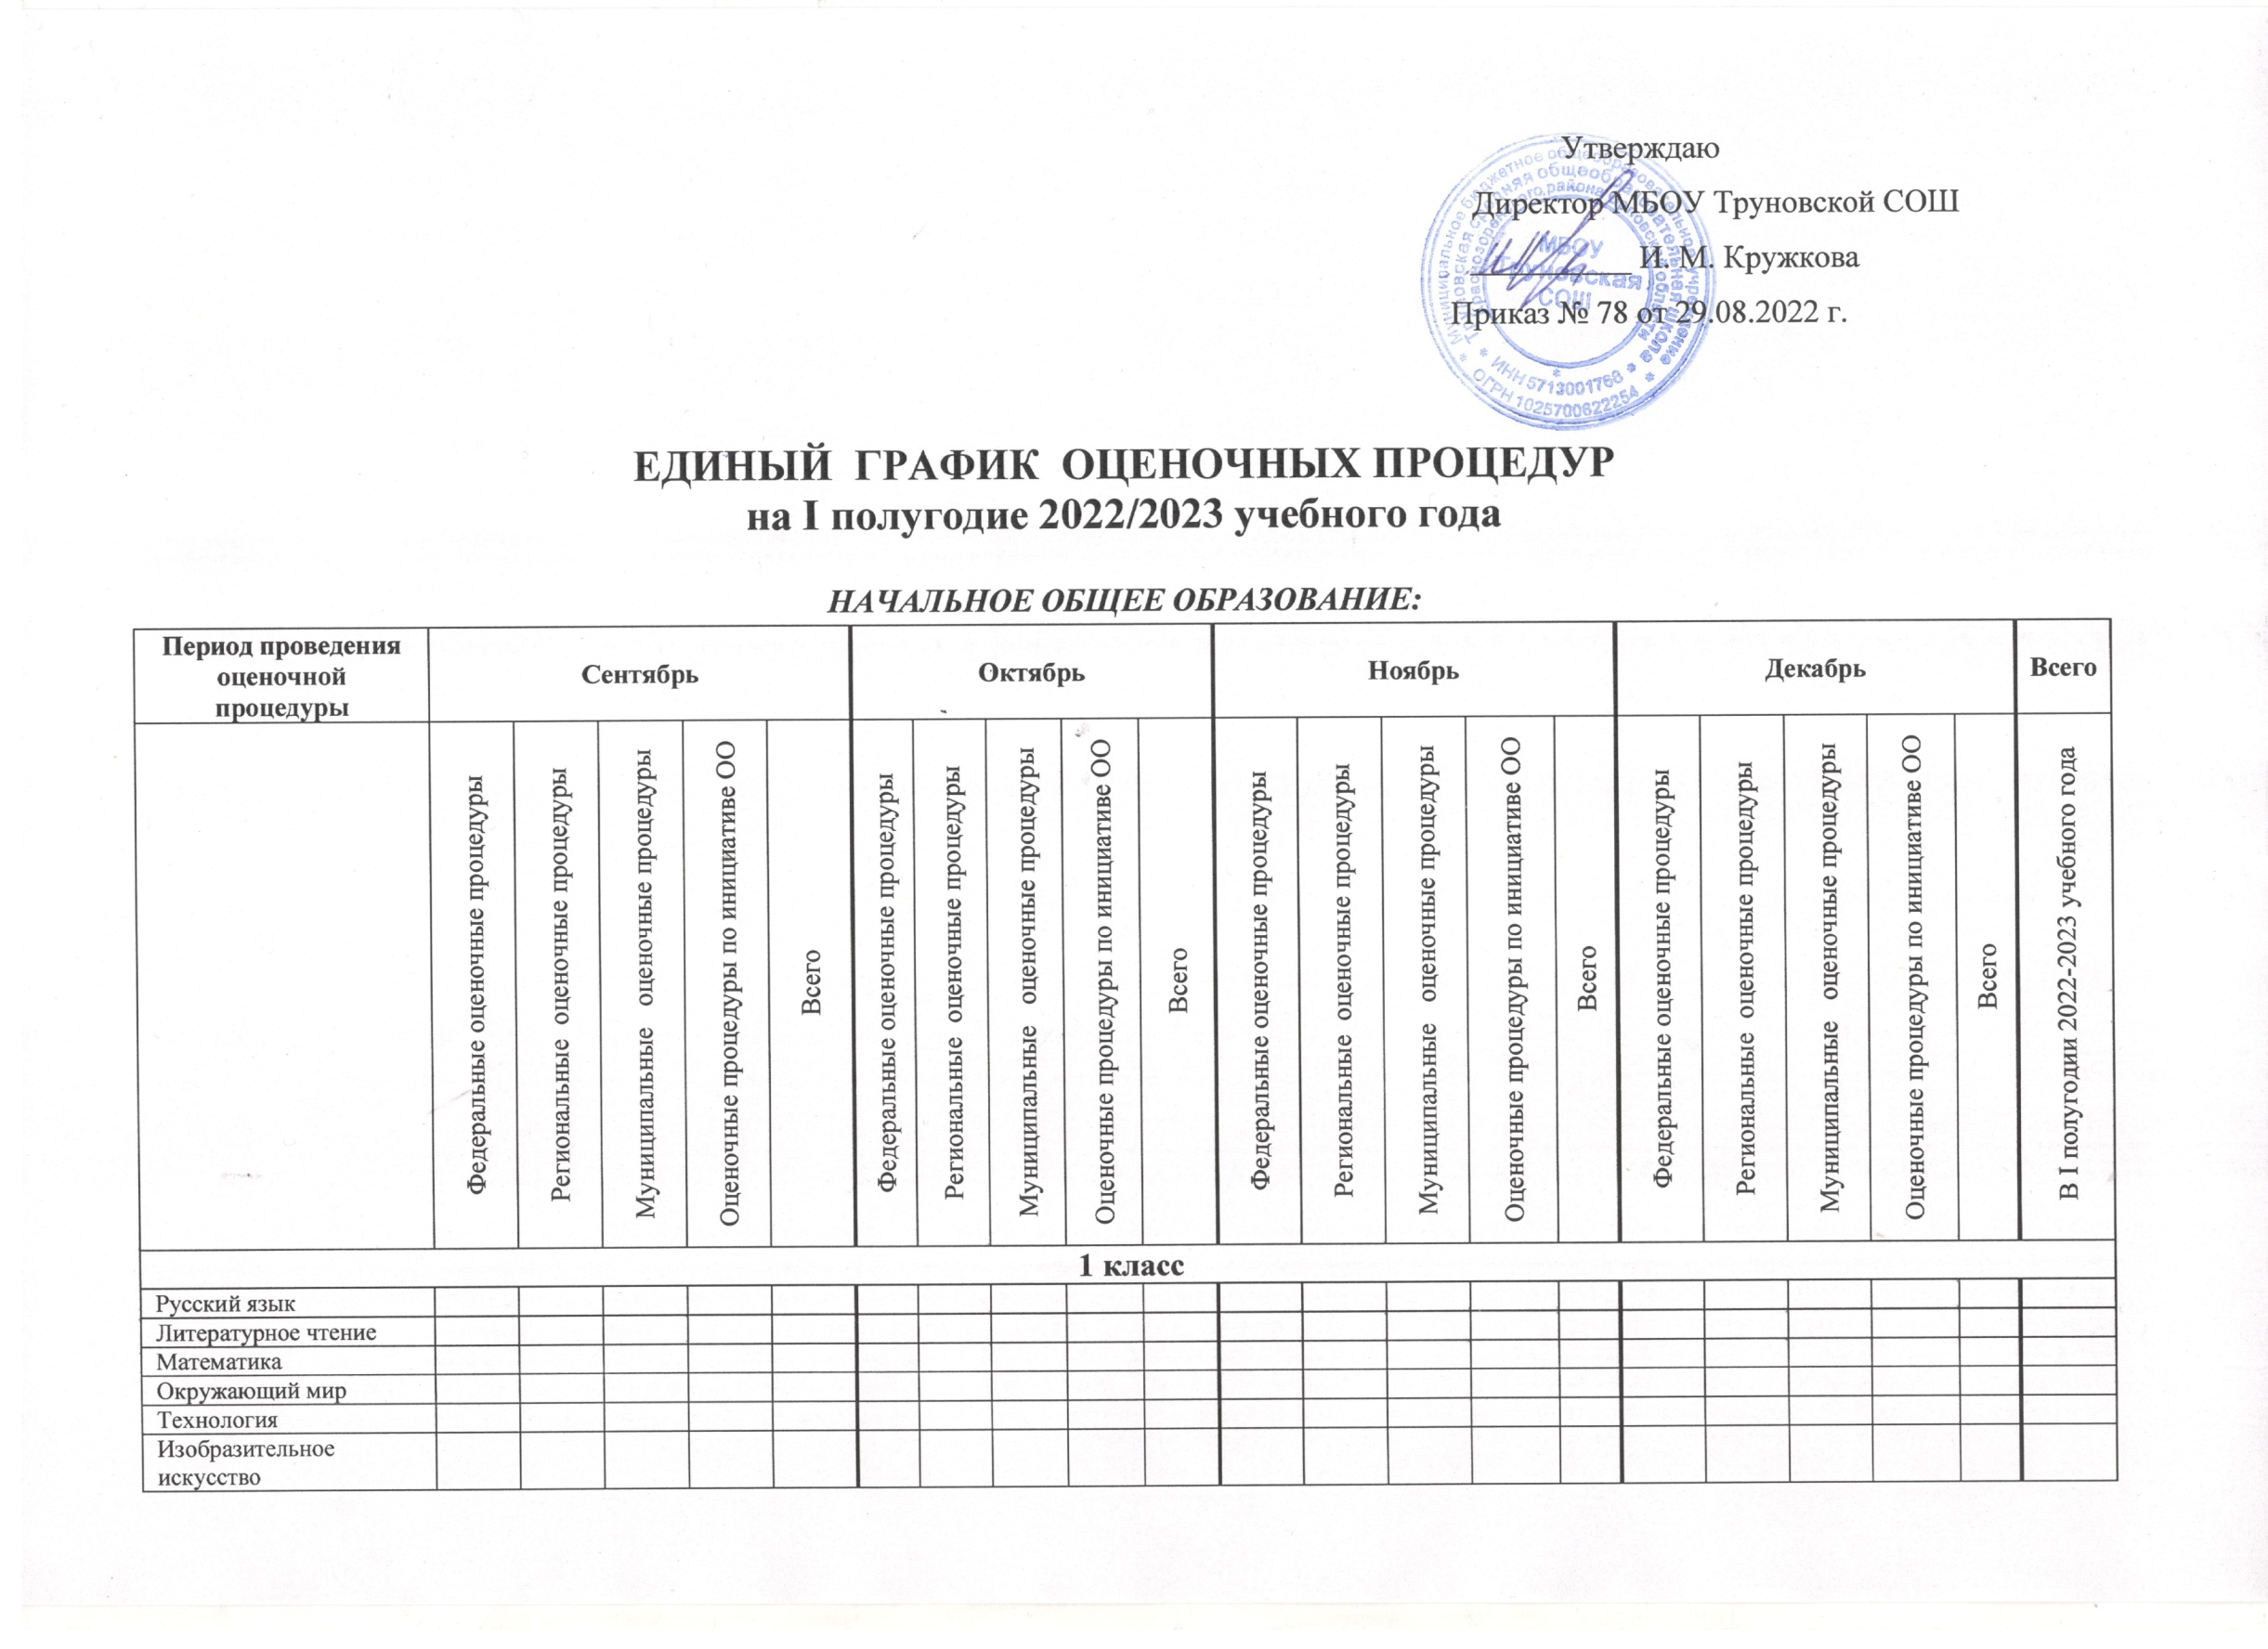 Утверждаю
Директор МБОУ Труновской СОШ
И. М. Кружкова
Приказ № 78 от 29.08.2022 г.
МБОУ
Труновская
СОШ
ИНН 5713001768
ОГРН 1025700622254
ЕДИНЫЙ ГРАФИК ОЦЕНОЧНЫХ ПРОЦЕДУР
на I полугодие 2022/2023 учебного года
НАЧАЛЬНОЕ ОБЩЕЕ ОБРАЗОВАНИЕ:
Период проведения
оценочной
процедуры
Сентябрь
Октябрь
Ноябрь
Декабрь
Всего
Федеральные оценочные процедуры
Региональные оценочные процедуры
Муниципальные оценочные процедуры
Оценочные процедуры по инициативе ОО
Всего
Федеральные оценочные процедуры
Региональные оценочные процедуры
Муниципальные оценочные процедуры
Оценочные процедуры по инициативе ОО
Всего
Федеральные оценочные процедуры
Региональные оценочные процедуры
Муниципальные оценочные процедуры
Оценочные процедуры по инициативе ОО
Всего
Федеральные оценочные процедуры
Региональные оценочные процедуры
Муниципальные оценочные процедуры
Оценочные процедуры по инициативе ОО
Всего
В I полугодии 2022-2023 учебного года
1 класс
Русский язык
Литературное чтение
Математика
Окружающий мир
Технология
Изобразительное
искусство